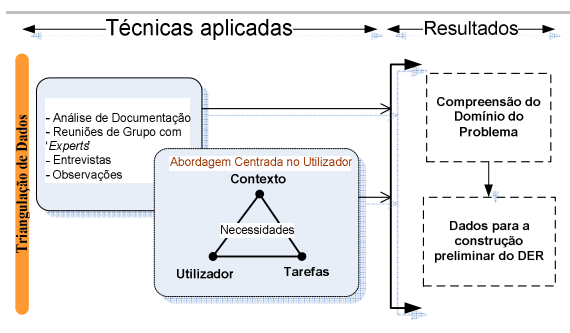 Técnicas aplicadas
Resultados
Triangulação de Dados
- Análise de Documentação
- Reuniões de Grupo com
'Experts'
- Entrevistas
- Observações
Abordagem Centrada no Utilizador
Contexto
Necessidades
Utilizador
Tarefas
Compreensão do
Domínio do
Problema
Dados para a
construção
preliminar do DER